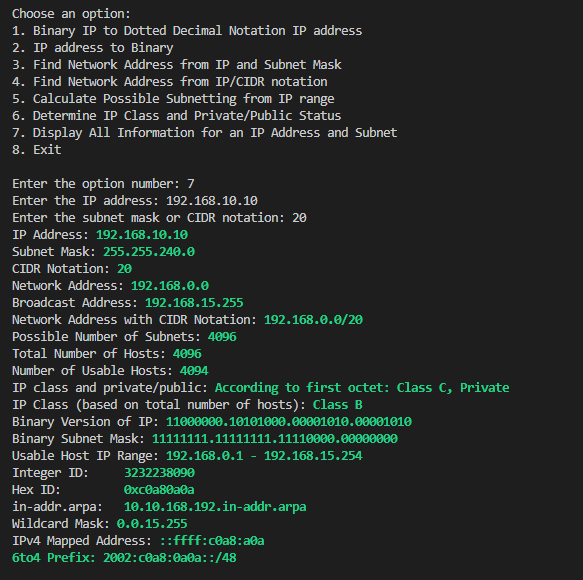 Choose an option:
1. Binary IP to Dotted Decimal Notation IP address
2. IP address to Binary
3. Find Network Address from IP and Subnet Mask
4. Find Network Address from IP/CIDR notation
5. Calculate Possible Subnetting from IP range
6. Determine IP Class and Private/Public Status
7. Display All Information for an IP Address and Subnet
8. Exit
Enter the option number: 7
Enter the IP address: 192.168.10.10
Enter the subnet mask or CIDR notation: 20
IP Address: 192.168.10.10
Subnet Mask: 255.255.240.0
CIDR Notation: 20
Network Address: 192.168.0.0
Broadcast Address: 192.168.15.255
Network Address with CIDR Notation: 192.168.0.0/20
Possible Number of Subnets: 4096
Total Number of Hosts: 4096
Number of Usable Hosts: 4094
IP class and private/public: According to first octet: Class C, Private
IP Class (based on total number of hosts): Class B
Binary Version of IP: 11000000.10101000.00001010.00001010
Binary Subnet Mask: 11111111.11111111.11110000.00000000
Usable Host IP Range: 192.168.0.1 - 192.168.15.254
Integer ID: 3232238090
Hex ID: 0xc0a80a0a
in-addr.arpa: 10.10.168.192.in-addr.arpa
Wildcard Mask: 0.0.15.255
IPv4 Mapped Address: ::ffff:c0a8:a0a
6to4 Prefix: 2002:c0a8:0a0a::/48